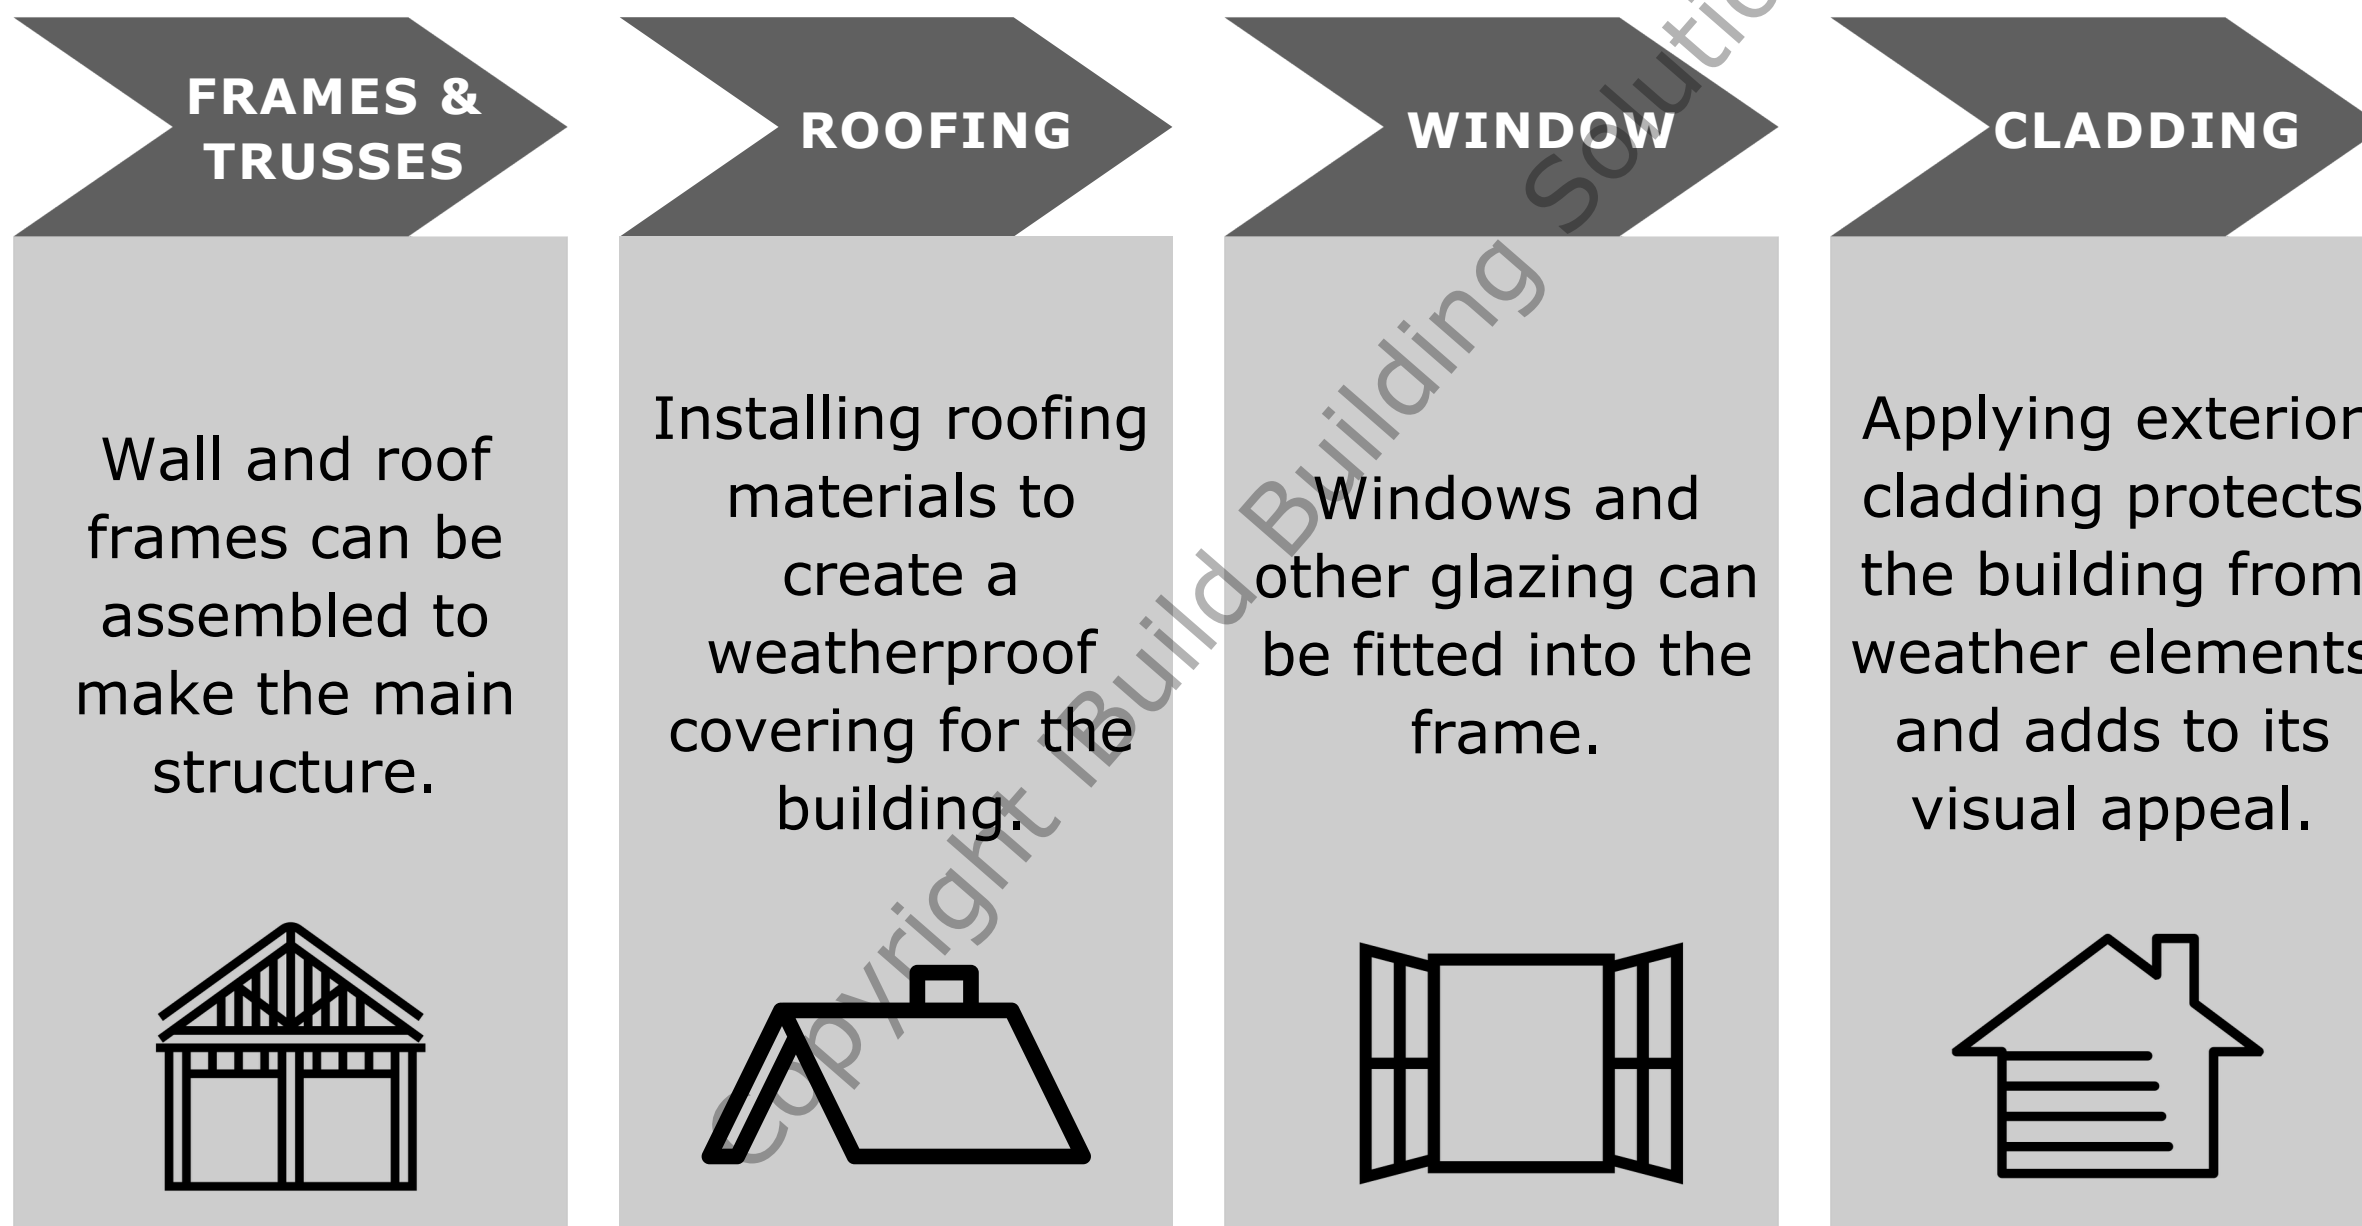 FRAMES &
TRUSSES
Wall and roof
frames can be
assembled to
make the main
structure.
ROOFING
Installing roofing
materials to
create a
weatherproof
covering for the
building.
WINDOW
Windows and
other glazing can
be fitted into the
frame.
CLADDING
Applying exterior
cladding protects
the building from
weather elements
and adds to its
visual appeal.
Copyright IBuild Building